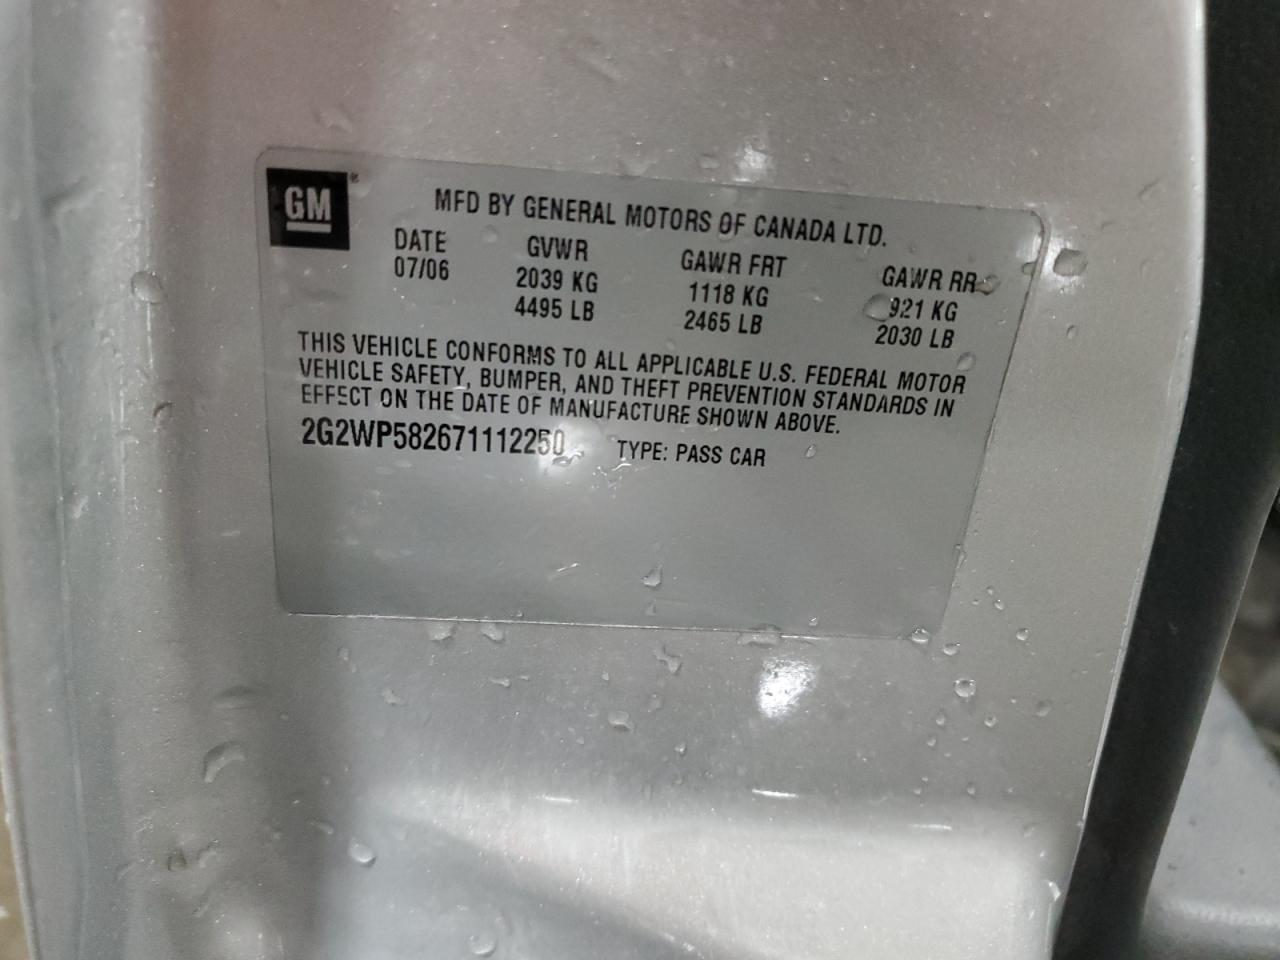 GM®
MFD BY GENERAL MOTORS OF CANADA LTD.
DATE GVWR GAWR FRT GAWR RR
07/06 2039 KG 1118 KG 921 KG
4495 LB 2465 LB 2030 LB
THIS VEHICLE CONFORMS TO ALL APPLICABLE U.S. FEDERAL MOTOR
VEHICLE SAFETY, BUMPER, AND THEFT PREVENTION STANDARDS IN
EFFECT ON THE DATE OF MANUFACTURE SHOWN ABOVE.
2G2WP582671112250 TYPE: PASS CAR